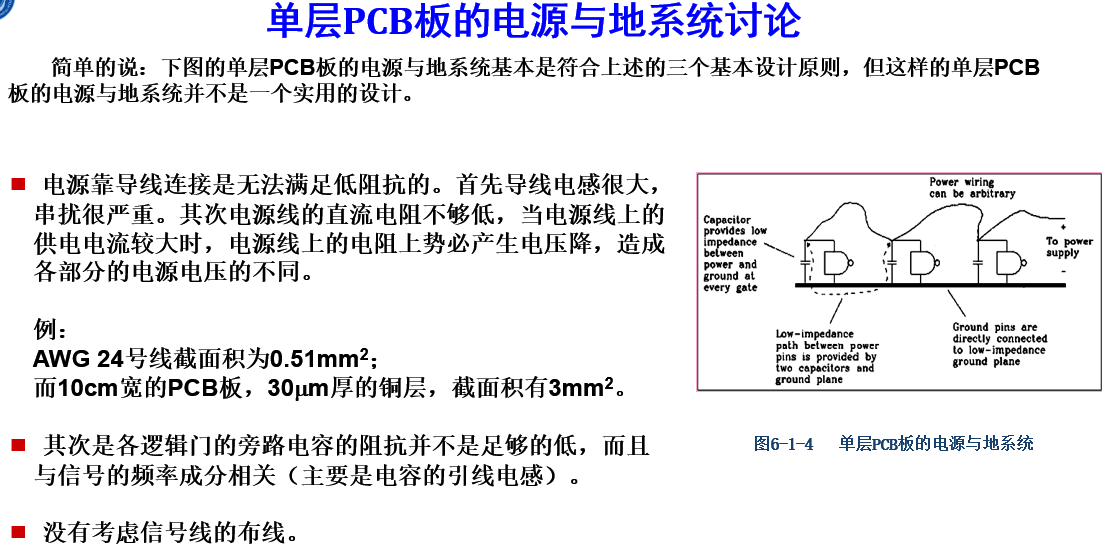 单层PCB板的电源与地系统讨论
简单的说：下图的单层PCB板的电源与地系统基本是符合上述的三个基本设计原则，但这样的单层PCB
板的电源与地系统并不是一个实用的设计。
■ 电源靠导线连接是无法满足低阻抗的。首先导线电感很大，
串扰很严重。其次电源线的直流电阻不够低，当电源线上的
供电电流较大时，电源线上的电阻上势必产生电压降，造成
各部分的电源电压的不同。
例：
AWG 24号线截面积为0.51mm²；
而10cm宽的PCB板，30μm厚的铜层，截面积有3mm²。
■ 其次是各逻辑门的旁路电容的阻抗并不是足够的低，而且
与信号的频率成分相关（主要是电容的引线电感）。
■ 没有考虑信号线的布线。
Power wiring
can be arbitrary
Capacitor
provides low
impedance
between
power and
ground at
every gate
+
To power
supply
-
Low-impedance
path between power
pins is provided by
two capacitors and
ground plane
Ground pins are
directly connected
to low-impedance
ground plane
图6-1-4 单层PCB板的电源与地系统